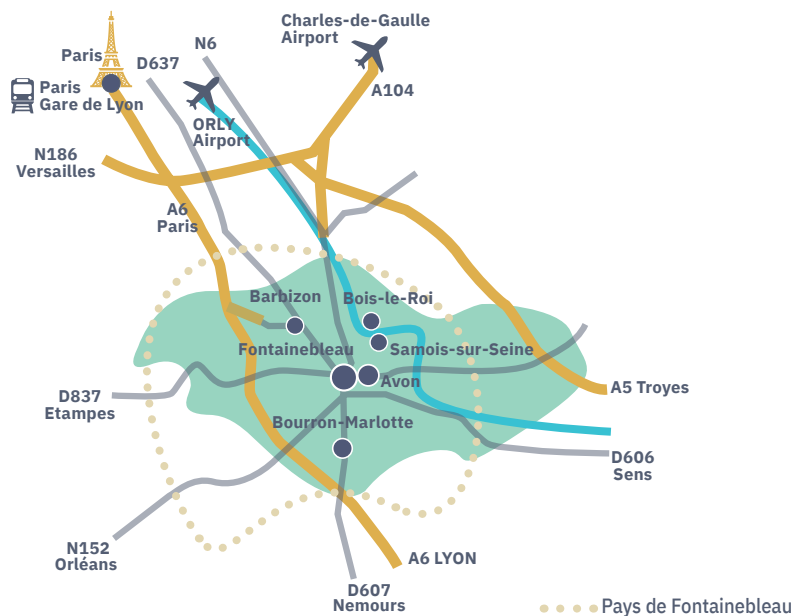 Charles-de-Gaulle
Airport
N6
Paris
D637
Paris
Gare de Lyon
A104
ORLY
Airport
N186
Versailles
A6
Paris
Barbizon
Bois-le-Roi
Fontainebleau
Samois-sur-Seine
Avon
D837
Etampes
A5 Troyes
Bourron-Marlotte
D606
Sens
N152
Orléans
A6 LYON
D607
Nemours
Pays de Fontainebleau